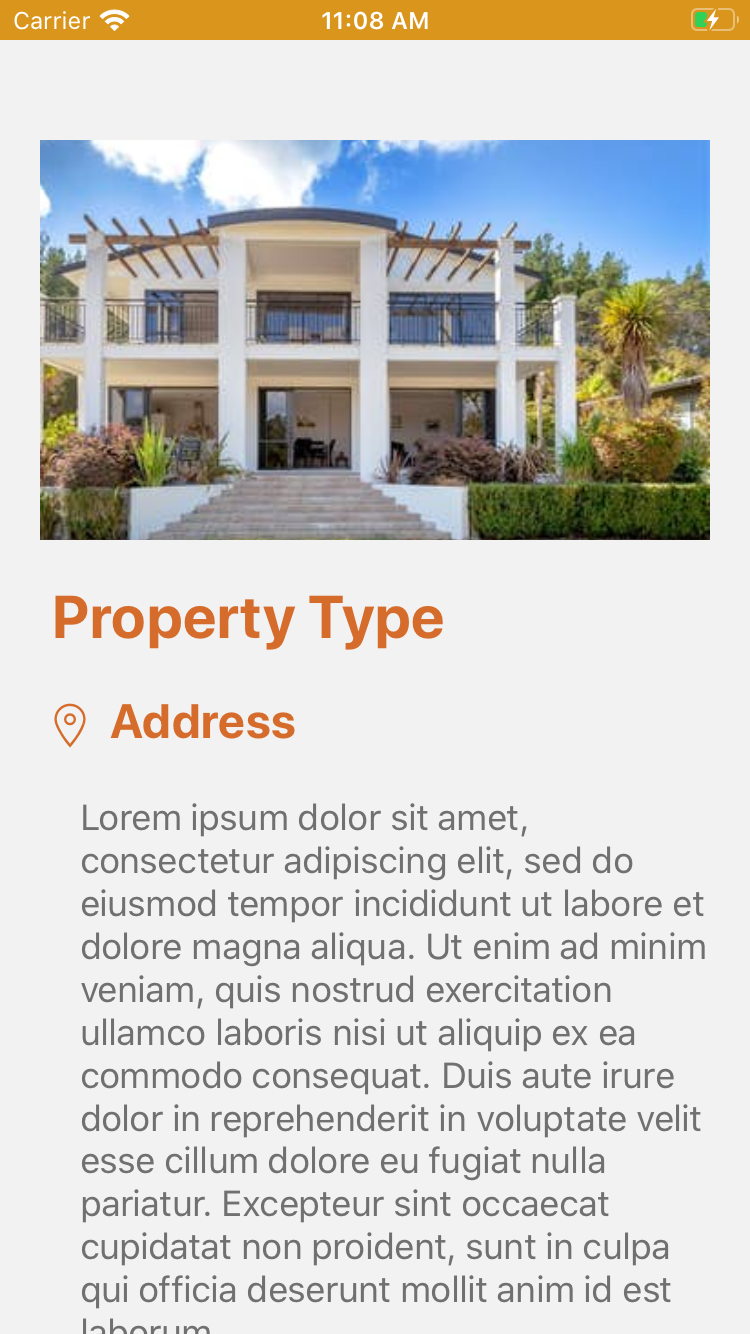 Carrier
11:08 AM
Property Type
Address
Lorem ipsum dolor sit amet,
consectetur adipiscing elit, sed do
eiusmod tempor incididunt ut labore et
dolore magna aliqua. Ut enim ad minim
veniam, quis nostrud exercitation
ullamco laboris nisi ut aliquip ex ea
commodo consequat. Duis aute irure
dolor in reprehenderit in voluptate velit
esse cillum dolore eu fugiat nulla
pariatur. Excepteur sint occaecat
cupidatat non proident, sunt in culpa
qui officia deserunt mollit anim id est
laborum